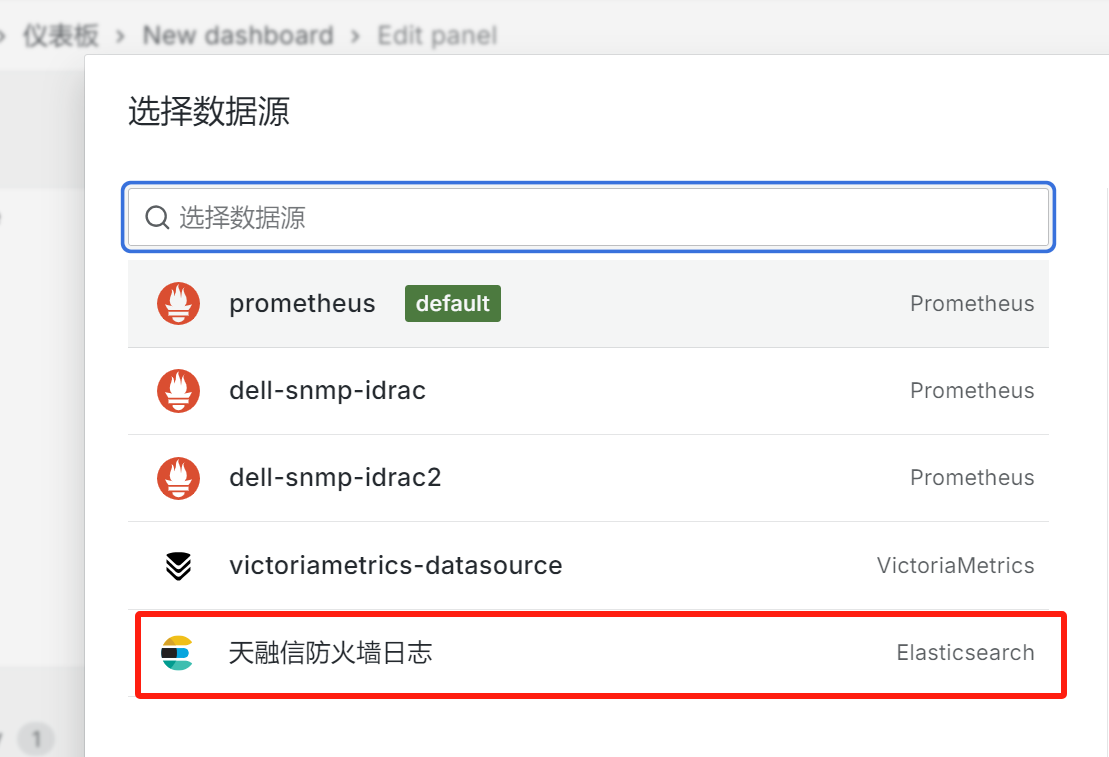 仪表板 › New dashboard › Edit panel
选择数据源
选择数据源
prometheus default Prometheus
dell-snmp-idrac Prometheus
dell-snmp-idrac2 Prometheus
victoriametrics-datasource VictoriaMetrics
天融信防火墙日志 Elasticsearch
1